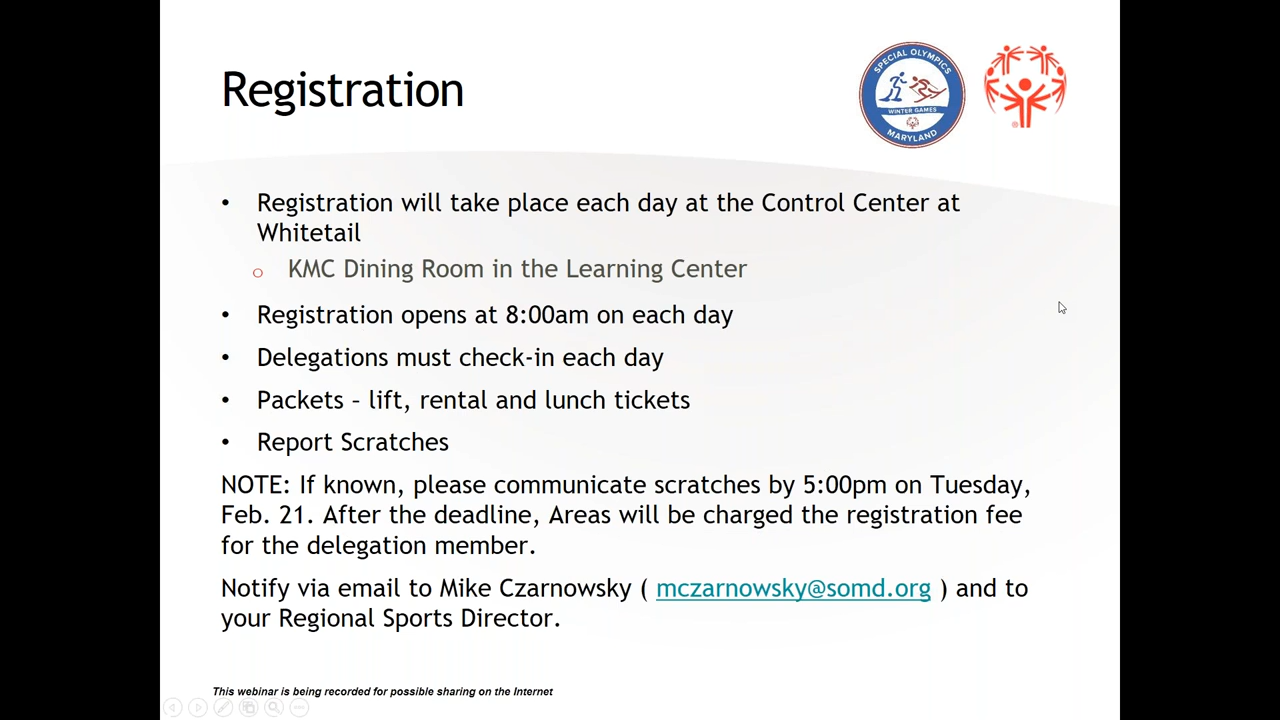 Registration
SPECIAL OLYMPICS
WINTER GAMES
MARYLAND
®
• Registration will take place each day at the Control Center at
Whitetail
o KMC Dining Room in the Learning Center
• Registration opens at 8:00am on each day
• Delegations must check-in each day
• Packets – lift, rental and lunch tickets
• Report Scratches
NOTE: If known, please communicate scratches by 5:00pm on Tuesday,
Feb. 21. After the deadline, Areas will be charged the registration fee
for the delegation member.
Notify via email to Mike Czarnowsky ( mczarnowsky@somd.org ) and to
your Regional Sports Director.
This webinar is being recorded for possible sharing on the Internet